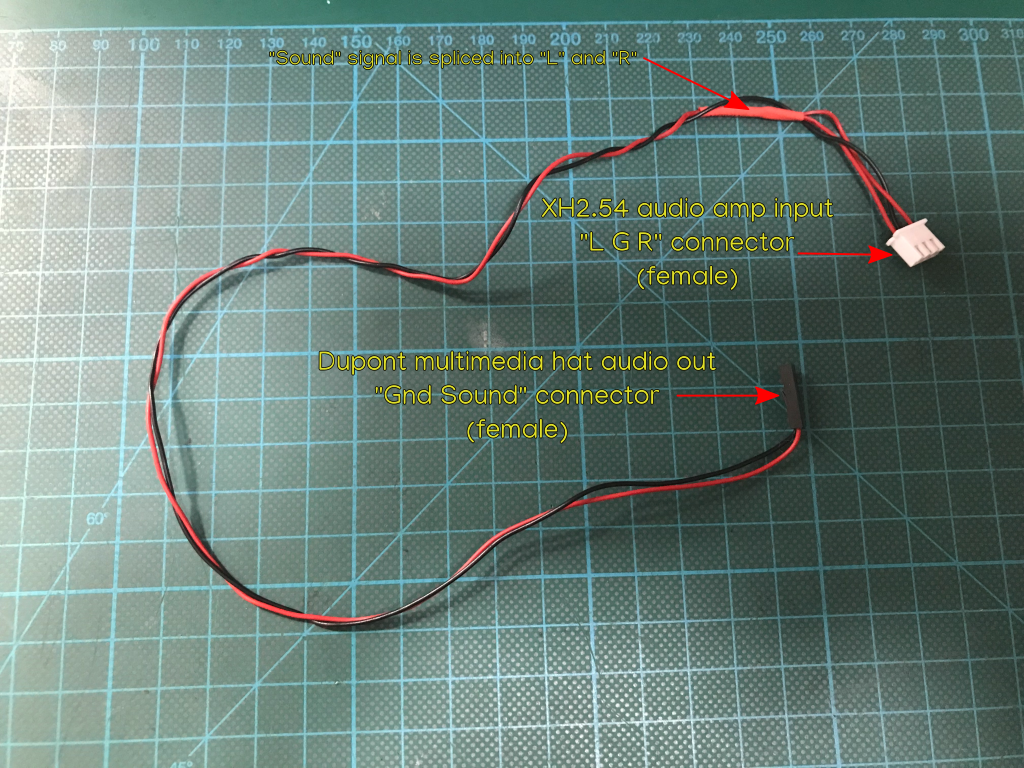 70 80 90 100 110 120 130 140 150 160 170 180 190 200 210 220 230 240 250 260 270 280 290 300 310
"Sound" signal is spliced into "L" and "R"
XH2.54 audio amp input
"L G R" connector
(female)
Dupont multimedia hat audio out
"Gnd Sound" connector
(female)
60°
45°